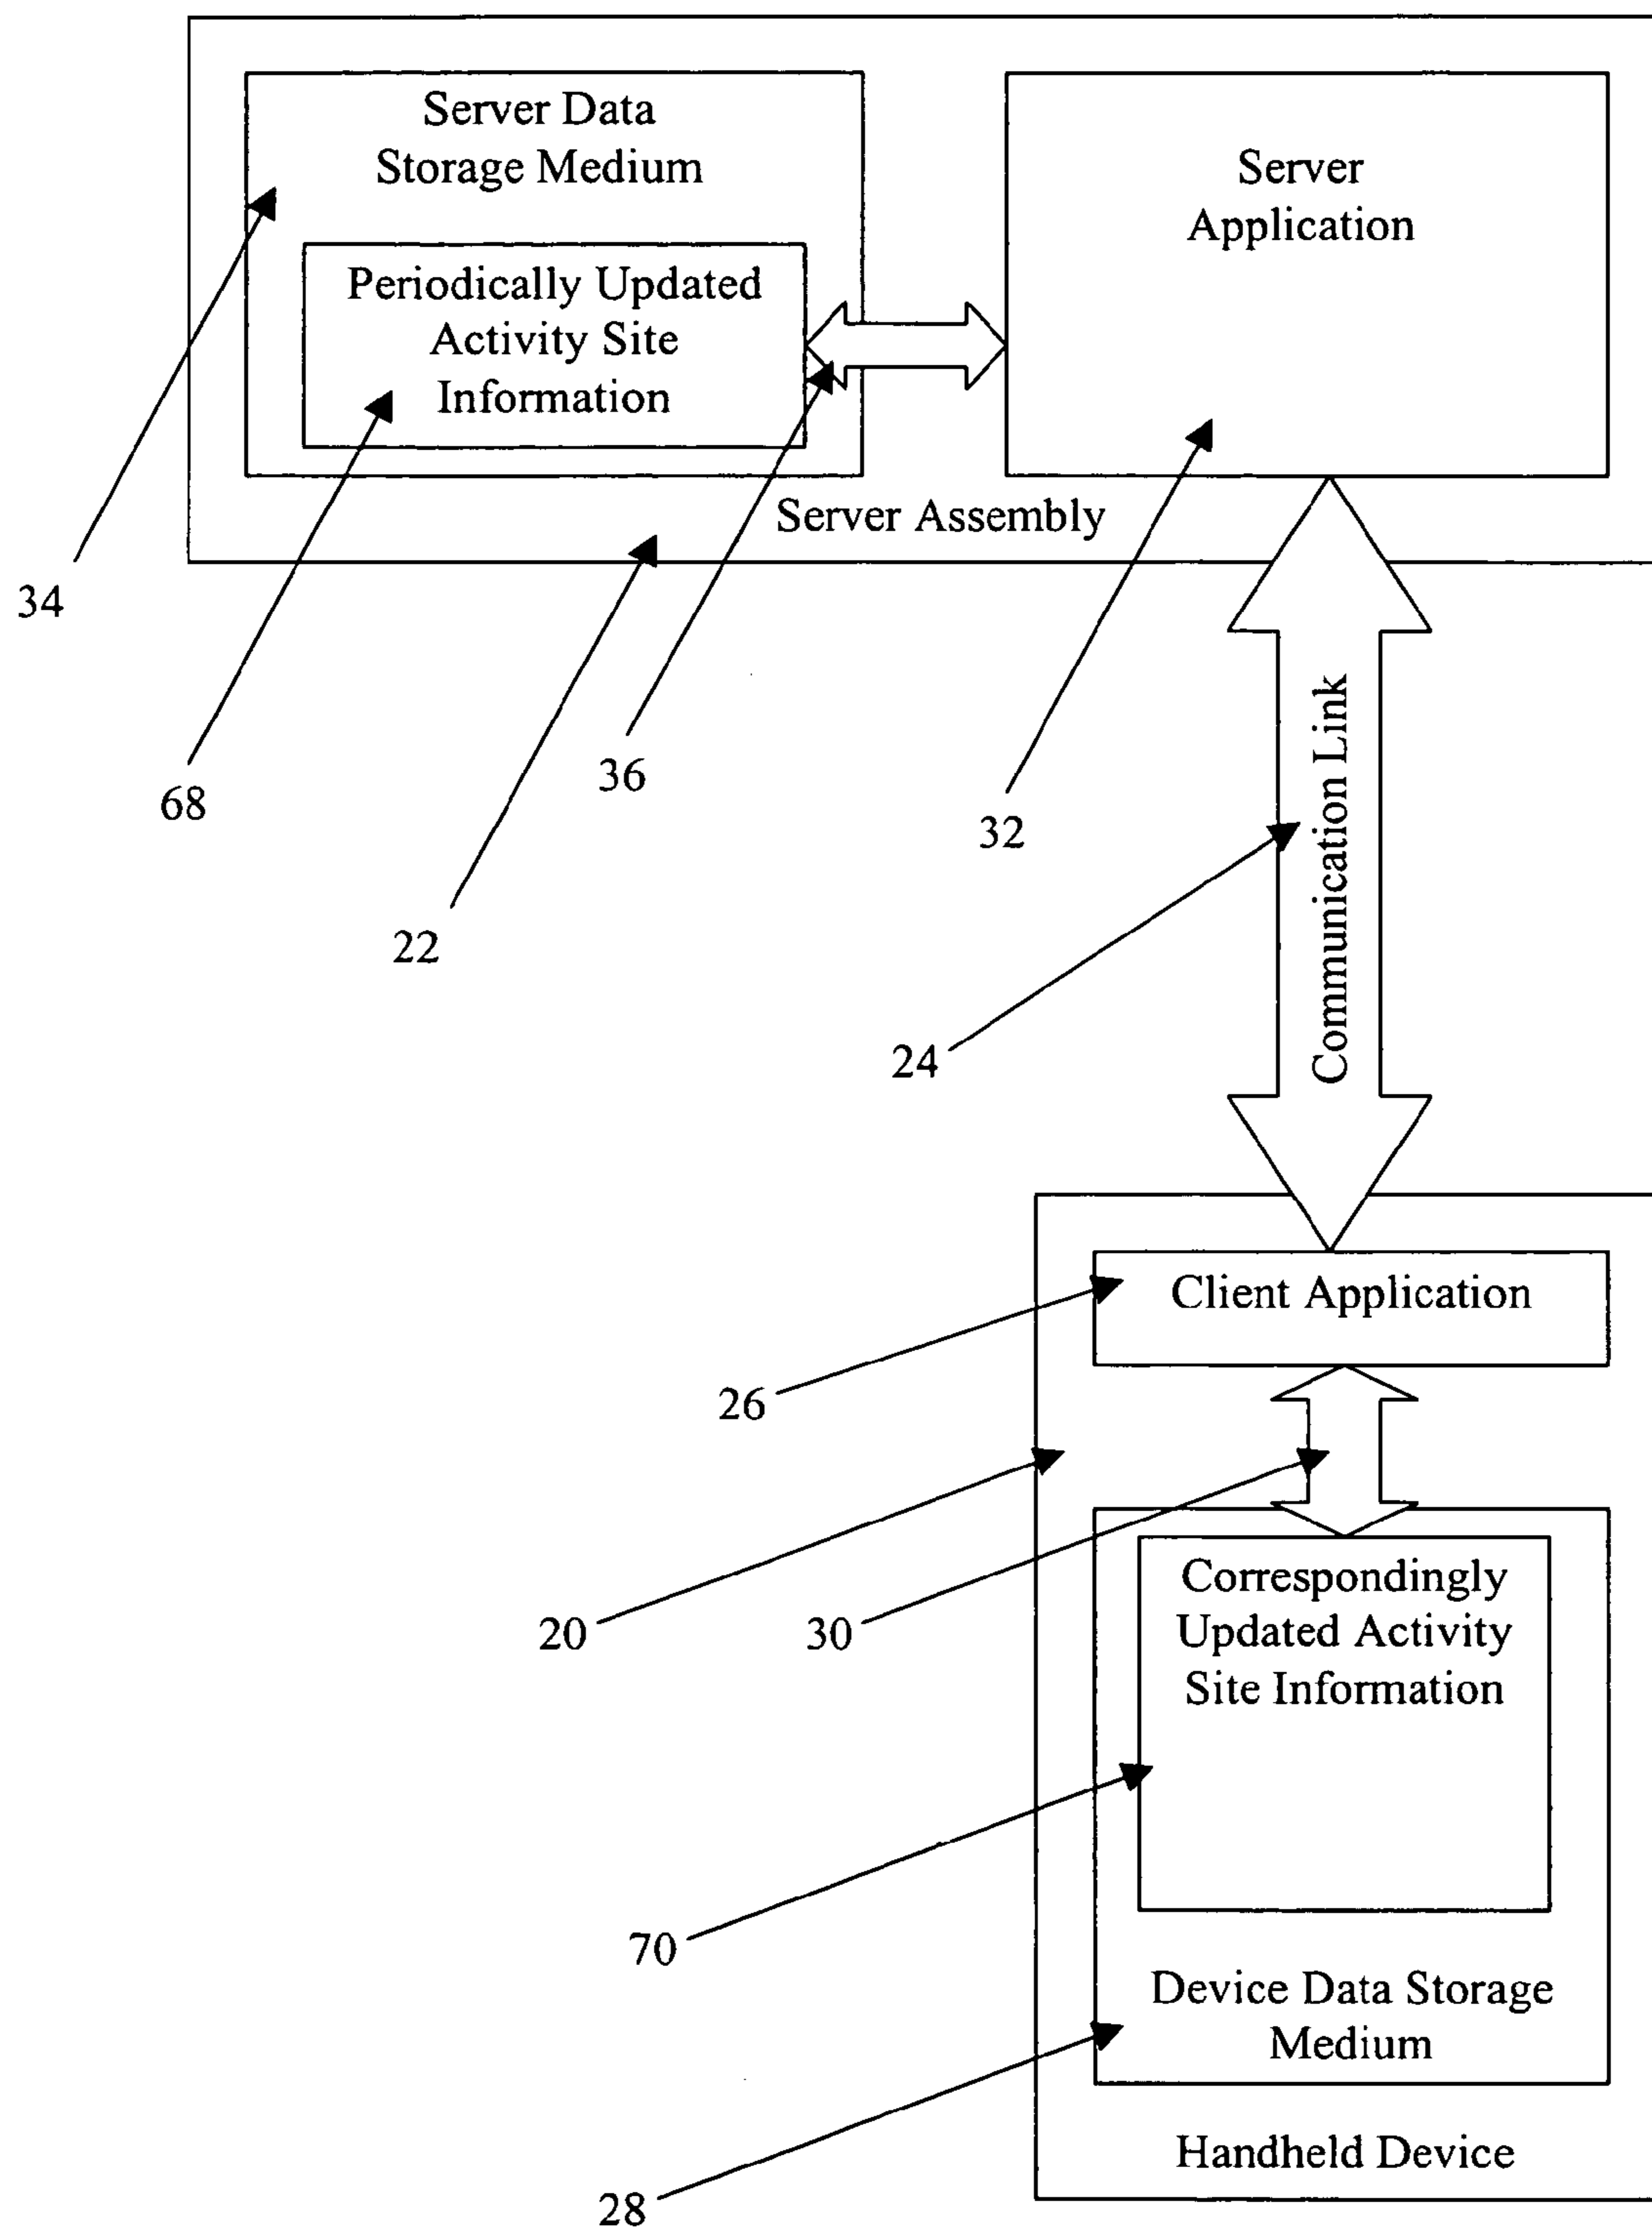 Server Data
Storage Medium
Periodically Updated
Activity Site
Information
Server
Application
Server Assembly
34
68
36
32
22
24
Communication Link
Client Application
26
20
30
Correspondingly
Updated Activity
Site Information
70
Device Data Storage
Medium
Handheld Device
28